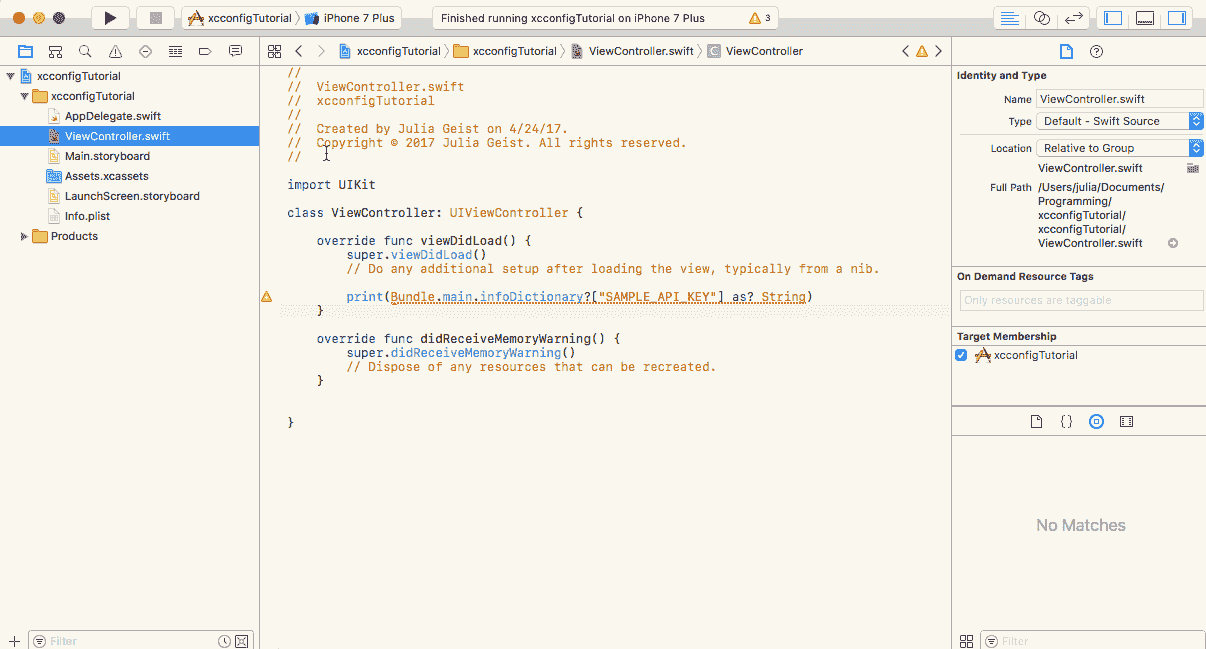 xcconfigTutorial iPhone 7 Plus
Finished running xcconfigTutorial on iPhone 7 Plus
3
xcconfigTutorial
xcconfigTutorial
AppDelegate.swift
ViewController.swift
Main.storyboard
Assets.xcassets
LaunchScreen.storyboard
Info.plist
Products
Filter
xcconfigTutorial xcconfigTutorial ViewController.swift C ViewController
//
//  ViewController.swift
//  xcconfigTutorial
//
//  Created by Julia Geist on 4/24/17.
//  Copyright © 2017 Julia Geist. All rights reserved.
//
import UIKit
class ViewController: UIViewController {
    override func viewDidLoad() {
        super.viewDidLoad()
        // Do any additional setup after loading the view, typically from a nib.
        print(Bundle.main.infoDictionary?["SAMPLE_API_KEY"] as? String)
    }
    override func didReceiveMemoryWarning() {
        super.didReceiveMemoryWarning()
        // Dispose of any resources that can be recreated.
    }
}
Identity and Type
Name ViewController.swift
Type Default - Swift Source
Location Relative to Group
ViewController.swift
Full Path /Users/julia/Documents/
Programming/
xcconfigTutorial/
xcconfigTutorial/
ViewController.swift
On Demand Resource Tags
Only resources are taggable
Target Membership
xcconfigTutorial
{}
No Matches
Filter